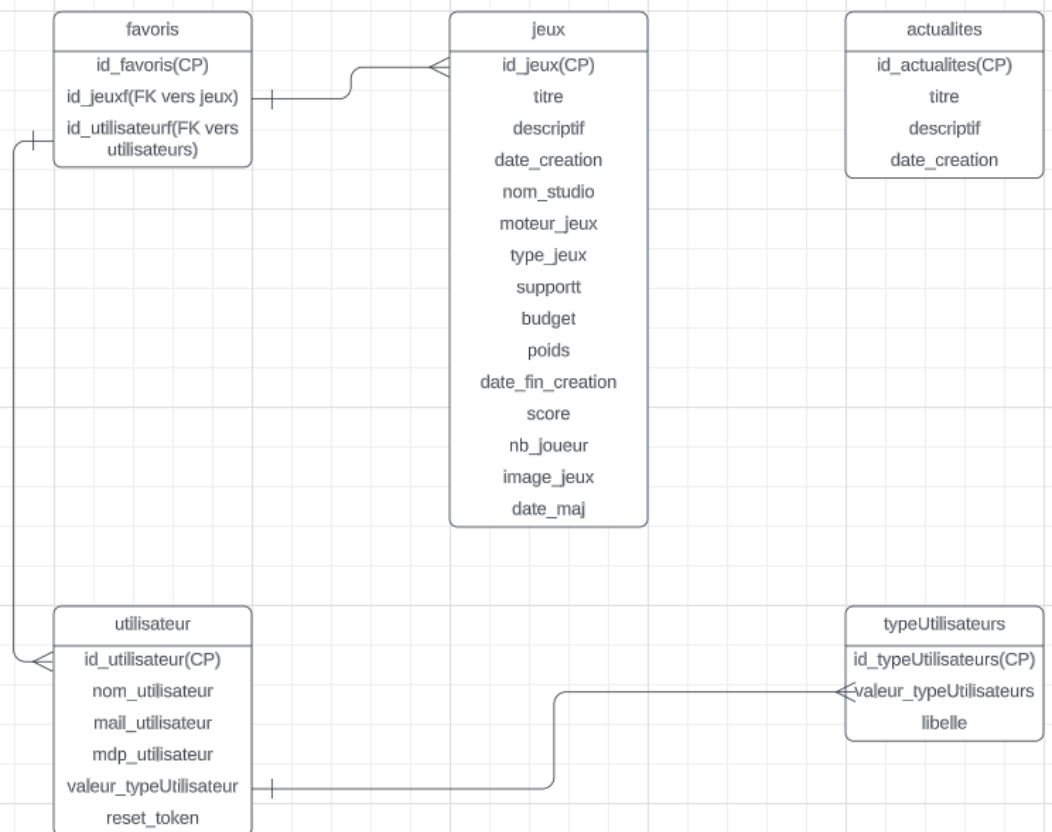 favoris
id_favoris(CP)
id_jeuxf(FK vers jeux)
id_utilisateurf(FK vers
utilisateurs)
jeux
id_jeux(CP)
titre
descriptif
date_creation
nom_studio
moteur_jeux
type_jeux
supportt
budget
poids
date_fin_creation
score
nb_joueur
image_jeux
date_maj
actualites
id_actualites(CP)
titre
descriptif
date_creation
utilisateur
id_utilisateur(CP)
nom_utilisateur
mail_utilisateur
mdp_utilisateur
valeur_typeUtilisateur
reset_token
typeUtilisateurs
id_typeUtilisateurs(CP)
valeur_typeUtilisateurs
libelle